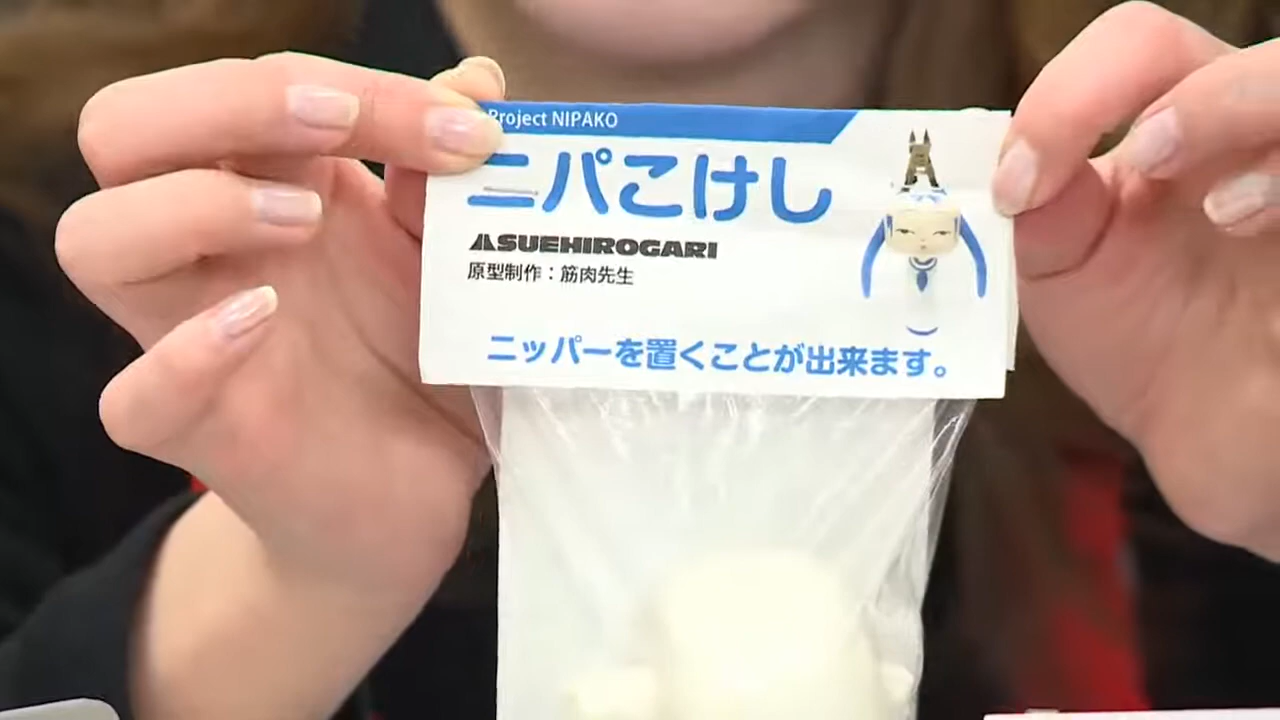 Project NIPAKO
ニパこけし
SUEHIROGARI
原型制作：筋肉先生
ニッパーを置くことが出来ます。